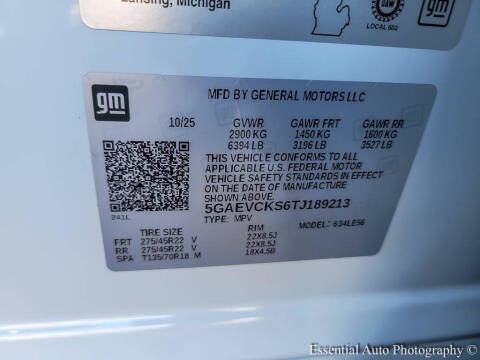 Lansing, Michigan
LOCAL 602
gm
gm
MFD BY GENERAL MOTORS LLC
10/25 GVWR GAWR FRT GAWR RR
2900 KG 1450 KG 1600 KG
6394 LB 3196 LB 3527 LB
THIS VEHICLE CONFORMS TO ALL
APPLICABLE U.S. FEDERAL MOTOR
VEHICLE SAFETY STANDARDS IN EFFECT
ON THE DATE OF MANUFACTURE
SHOWN ABOVE.
5GAEVCKS6TJ189213
TYPE: MPV MODEL: 634LE56
241L
TIRE SIZE RIM
FRT 275/45R22 V 22X8.5J
RR 275/45R22 V 22X8.5J
SPA T135/70R18 M 18X4.5B
Essential Auto Photography ©